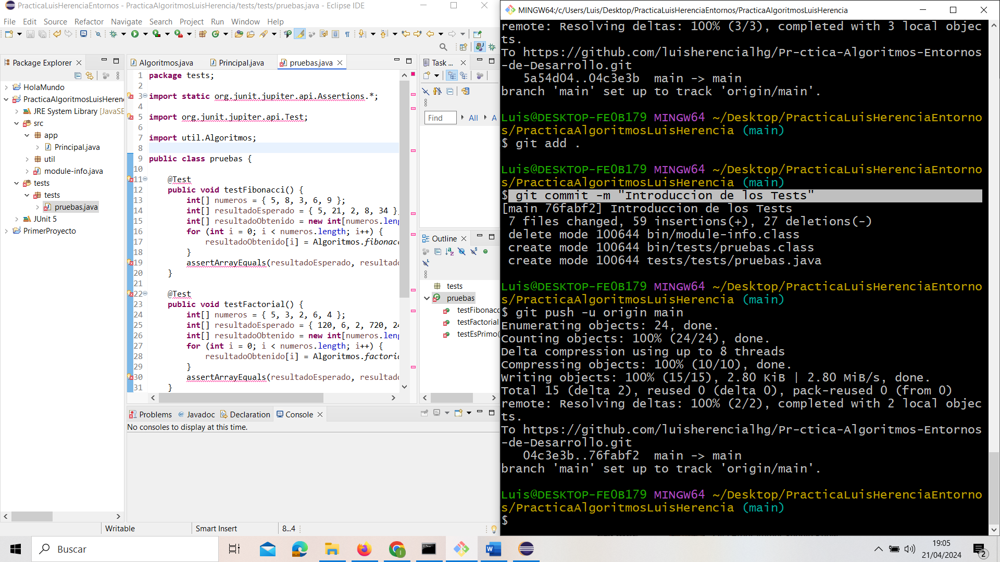 PracticaLuisHerenciaEntornos - PracticaAlgoritmosLuisHerencia/tests/tests/pruebas.java - Eclipse IDE
File Edit Source Refactor Navigate Search Project Run Window Help
Package Explorer
HolaMundo
PracticaAlgoritmosLuisHeren
JRE System Library [JavaSE
src
app
Principal.java
util
module-info.java
tests
tests
pruebas.java
JUnit 5
PrimerProyecto
Algoritmos.java Principal.java pruebas.java
1 package tests;
2
3 import static org.junit.jupiter.api.Assertions.*;
4
5 import org.junit.jupiter.api.Test;
6
7 import util.Algoritmos;
8
9 public class pruebas {
10
11 @Test
12 public void testFibonacci() {
13 int[] numeros = { 5, 8, 3, 6, 9 };
14 int[] resultadoEsperado = { 5, 21, 2, 8, 34 }
15 int[] resultadoObtenido = new int[numeros.leng
16 for (int i = 0; i < numeros.length; i++) {
17 resultadoObtenido[i] = Algoritmos.fibonacc
18 }
19 assertArrayEquals(resultadoEsperado, resultado
20 }
21
22 @Test
23 public void testFactorial() {
24 int[] numeros = { 5, 3, 2, 6, 4 };
25 int[] resultadoEsperado = { 120, 6, 2, 720, 24
26 int[] resultadoObtenido = new int[numeros.leng
27 for (int i = 0; i < numeros.length; i++) {
28 resultadoObtenido[i] = Algoritmos.factoria
29 }
30 assertArrayEquals(resultadoEsperado, resultado
31 }
Task ...
Find All A
Outline
tests
pruebas
testFibonacc
testFactorial
testEsPrimo(
Problems Javadoc Declaration Console
No consoles to display at this time.
Writable Smart Insert 8...4
MINGW64:/c/Users/Luis/Desktop/PracticaLuisHerenciaEntornos/PracticaAlgoritmosLuisHerencia
remote: Resolving deltas: 100% (3/3), completed with 3 local objec
ts.
To https://github.com/luisherencialhg/Pr-ctica-Algoritmos-Entornos
-de-Desarrollo.git
5a54d04..04c3e3b main -> main
branch 'main' set up to track 'origin/main'.
Luis@DESKTOP-FE0B179 MINGW64 ~/Desktop/PracticaLuisHerenciaEntorno
s/PracticaAlgoritmosLuisHerencia (main)
$ git add .
Luis@DESKTOP-FE0B179 MINGW64 ~/Desktop/PracticaLuisHerenciaEntorno
s/PracticaAlgoritmosLuisHerencia (main)
$ git commit -m "Introduccion de los Tests"
[main 76fabf2] Introduccion de los Tests
7 files changed, 59 insertions(+), 27 deletions(-)
delete mode 100644 bin/module-info.class
create mode 100644 bin/tests/pruebas.class
create mode 100644 tests/tests/pruebas.java
Luis@DESKTOP-FE0B179 MINGW64 ~/Desktop/PracticaLuisHerenciaEntorno
s/PracticaAlgoritmosLuisHerencia (main)
$ git push -u origin main
Enumerating objects: 24, done.
Counting objects: 100% (24/24), done.
Delta compression using up to 8 threads
Compressing objects: 100% (10/10), done.
Writing objects: 100% (15/15), 2.80 KiB | 2.80 MiB/s, done.
Total 15 (delta 2), reused 0 (delta 0), pack-reused 0 (from 0)
remote: Resolving deltas: 100% (2/2), completed with 2 local objec
ts.
To https://github.com/luisherencialhg/Pr-ctica-Algoritmos-Entornos
-de-Desarrollo.git
04c3e3b..76fabf2 main -> main
branch 'main' set up to track 'origin/main'.
Luis@DESKTOP-FE0B179 MINGW64 ~/Desktop/PracticaLuisHerenciaEntorno
s/PracticaAlgoritmosLuisHerencia (main)
$
Buscar
19:05
21/04/2024
2